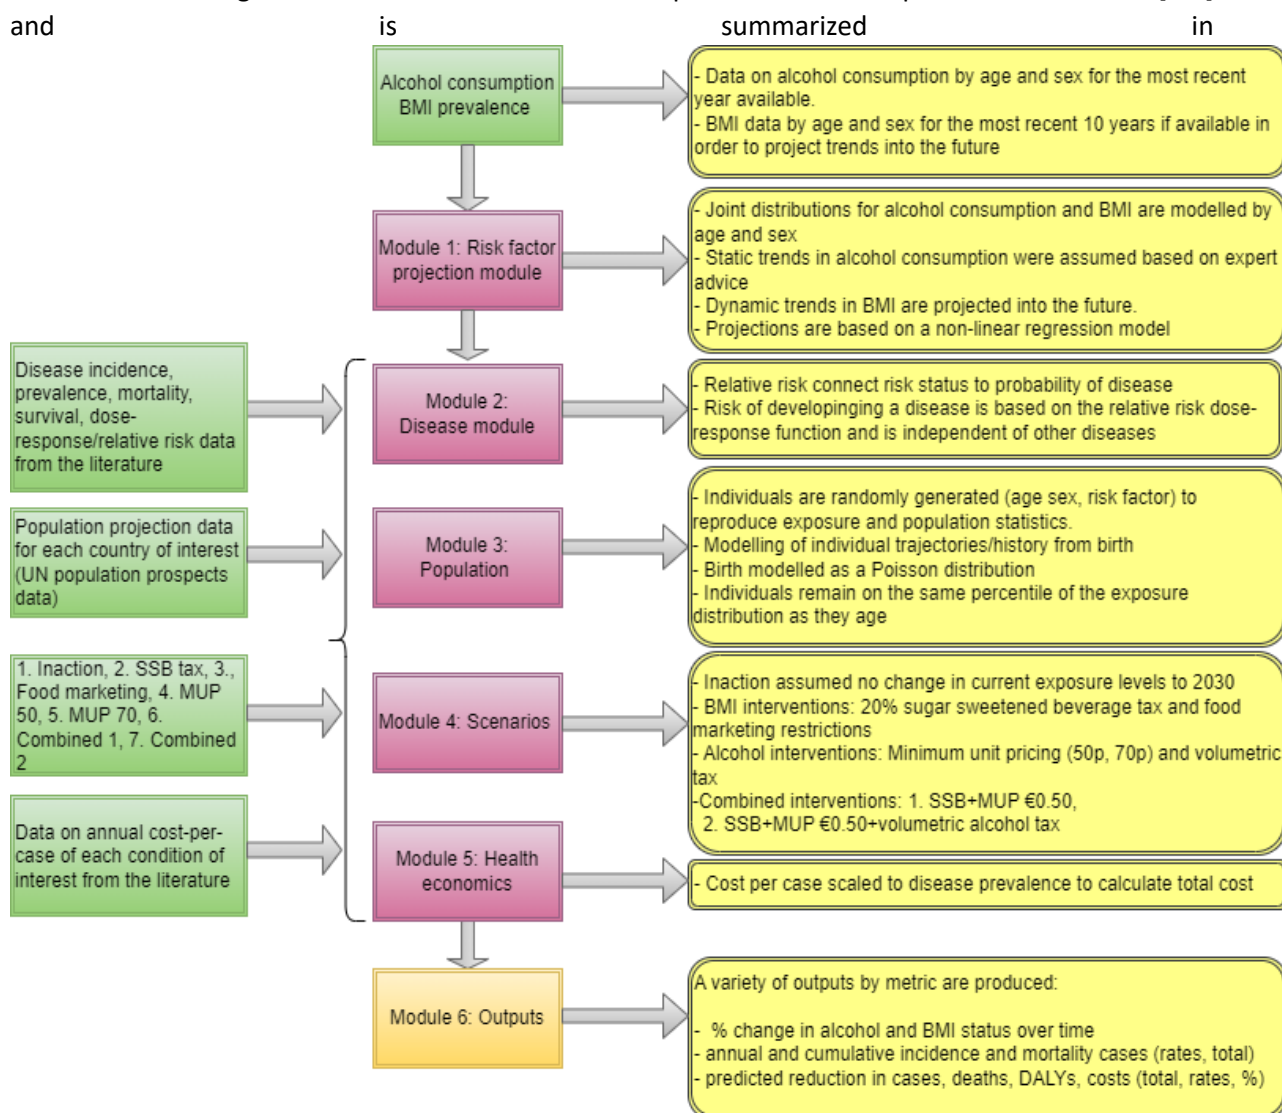 and is summarized in
Alcohol consumption
BMI prevalence
- Data on alcohol consumption by age and sex for the most recent
year available.
- BMI data by age and sex for the most recent 10 years if available in
order to project trends into the future
Module 1: Risk factor
projection module
- Joint distributions for alcohol consumption and BMI are modelled by
age and sex
- Static trends in alcohol consumption were assumed based on expert
advice
- Dynamic trends in BMI are projected into the future.
- Projections are based on a non-linear regression model
Disease incidence,
prevalence, mortality,
survival, dose-
response/relative risk data
from the literature
Module 2:
Disease module
- Relative risk connect risk status to probability of disease
- Risk of developinging a disease is based on the relative risk dose-
response function and is independent of other diseases
Population projection data
for each country of interest
(UN population prospects
data)
Module 3:
Population
- Individuals are randomly generated (age sex, risk factor) to
reproduce exposure and population statistics.
- Modelling of individual trajectories/history from birth
- Birth modelled as a Poisson distribution
- Individuals remain on the same percentile of the exposure
distribution as they age
1. Inaction, 2. SSB tax, 3.,
Food marketing, 4. MUP
50, 5. MUP 70, 6.
Combined 1, 7. Combined
2
Module 4: Scenarios
- Inaction assumed no change in current exposure levels to 2030
- BMI interventions: 20% sugar sweetened beverage tax and food
marketing restrictions
- Alcohol interventions: Minimum unit pricing (50p, 70p) and volumetric
tax
-Combined interventions: 1. SSB+MUP €0.50,
2. SSB+MUP €0.50+volumetric alcohol tax
Data on annual cost-per-
case of each condition of
interest from the literature
Module 5: Health
economics
- Cost per case scaled to disease prevalence to calculate total cost
Module 6: Outputs
A variety of outputs by metric are produced:
- % change in alcohol and BMI status over time
- annual and cumulative incidence and mortality cases (rates, total)
- predicted reduction in cases, deaths, DALYs, costs (total, rates, %)